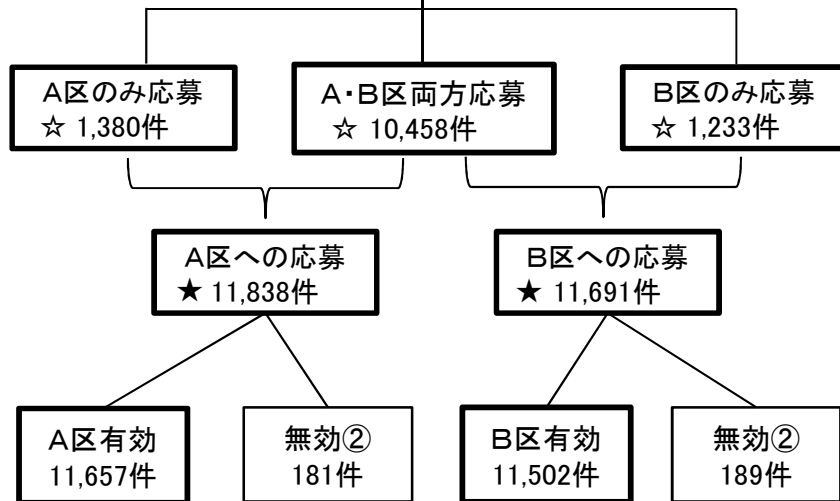 A区のみ応募
☆ 1,380件
A・B区両方応募
☆ 10,458件
B区のみ応募
☆ 1,233件
A区への応募
★ 11,838件
B区への応募
★ 11,691件
A区有効
11,657件
無効②
181件
B区有効
11,502件
無効②
189件